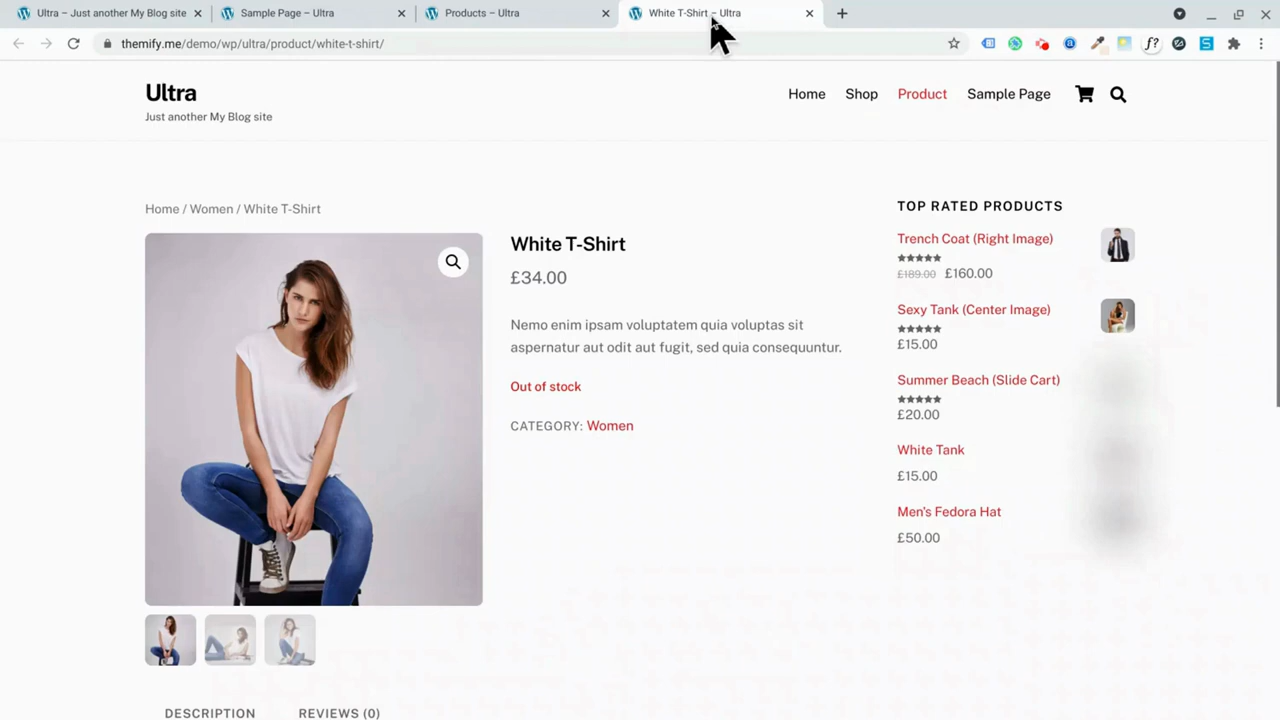 Ultra – Just another My Blog site
Sample Page – Ultra
Products – Ultra
White T-Shirt – Ultra
themify.me/demo/wp/ultra/product/white-t-shirt/
Ultra
Just another My Blog site
Home
Shop
Product
Sample Page
Home / Women / White T-Shirt
White T-Shirt
£34.00
Nemo enim ipsam voluptatem quia voluptas sit
aspernatur aut odit aut fugit, sed quia consequuntur.
Out of stock
CATEGORY: Women
TOP RATED PRODUCTS
Trench Coat (Right Image)
£189.00 £160.00
Sexy Tank (Center Image)
£15.00
Summer Beach (Slide Cart)
£20.00
White Tank
£15.00
Men's Fedora Hat
£50.00
DESCRIPTION
REVIEWS (0)